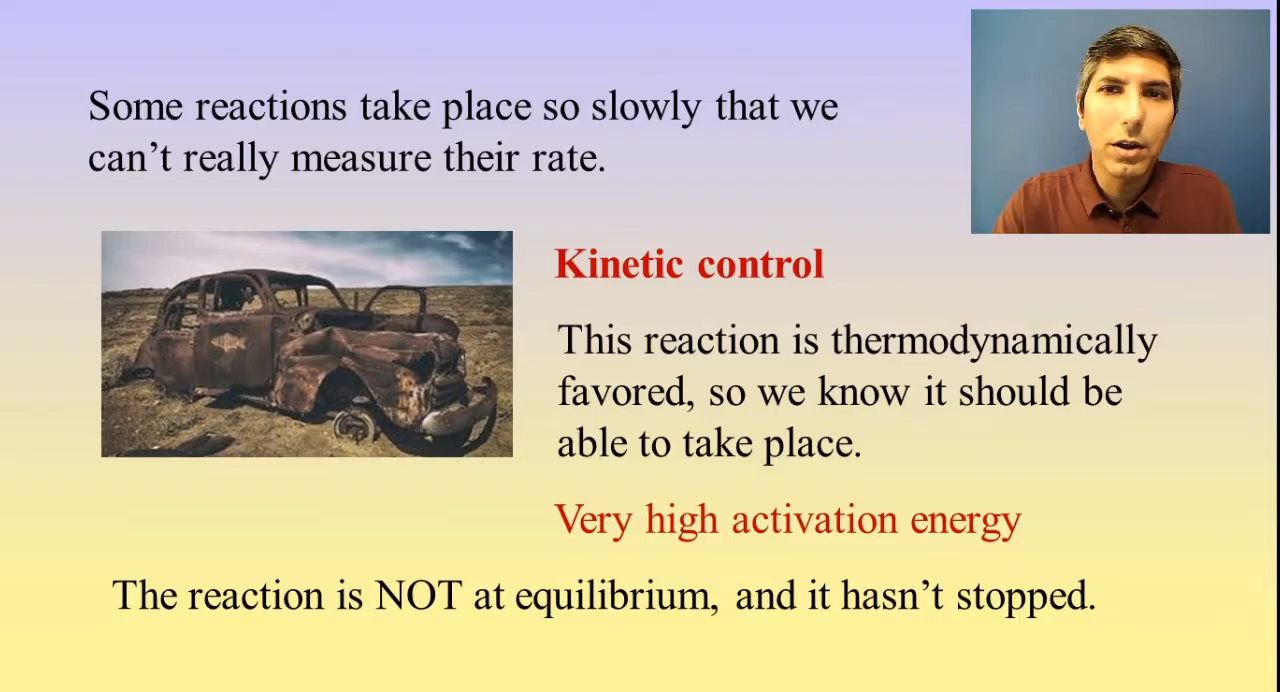 Some reactions take place so slowly that we
can’t really measure their rate.
Kinetic control
This reaction is thermodynamically
favored, so we know it should be
able to take place.
Very high activation energy
The reaction is NOT at equilibrium, and it hasn’t stopped.